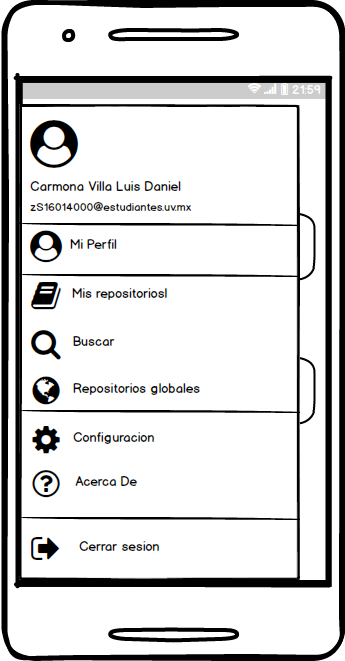 21:59
Carmona Villa Luis Daniel
zS16014000@estudiantes.uv.mx
Mi Perfil
Mis repositoriosl
Buscar
Repositorios globales
Configuracion
Acerca De
Cerrar sesion